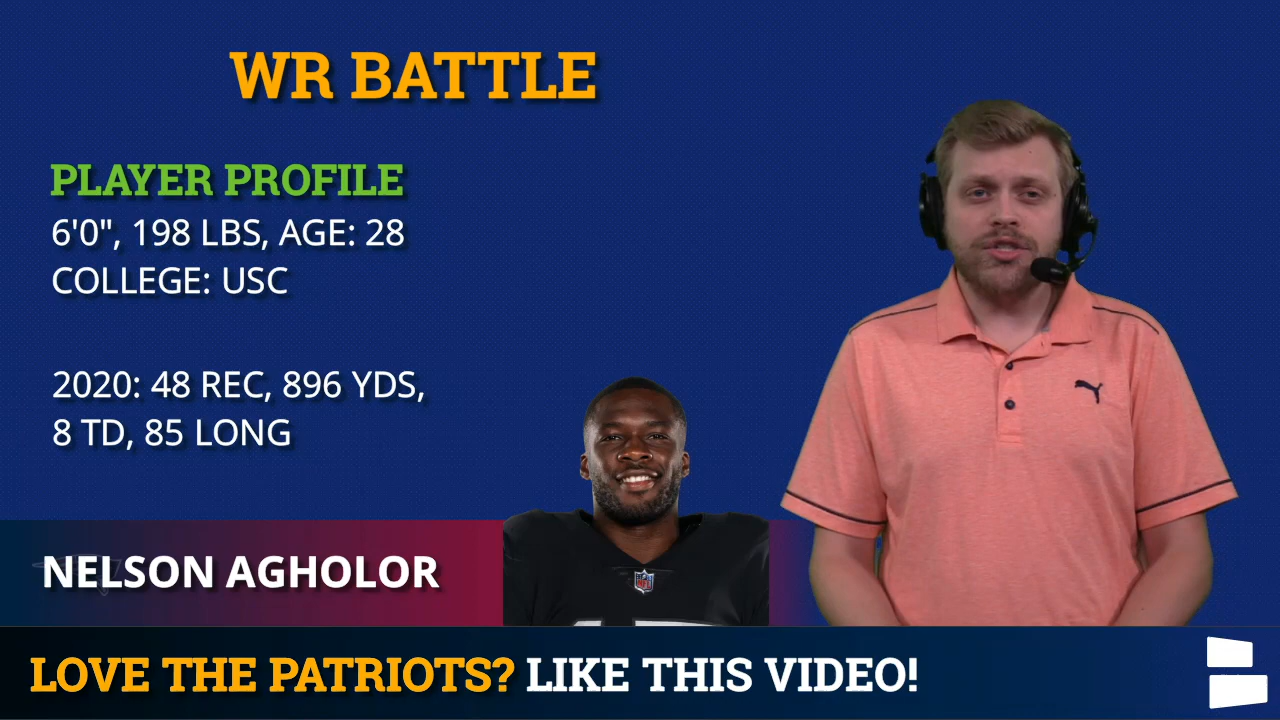 WR BATTLE
PLAYER PROFILE
6'0", 198 LBS, AGE: 28
COLLEGE: USC
2020: 48 REC, 896 YDS,
8 TD, 85 LONG
NELSON AGHOLOR
LOVE THE PATRIOTS? LIKE THIS VIDEO!